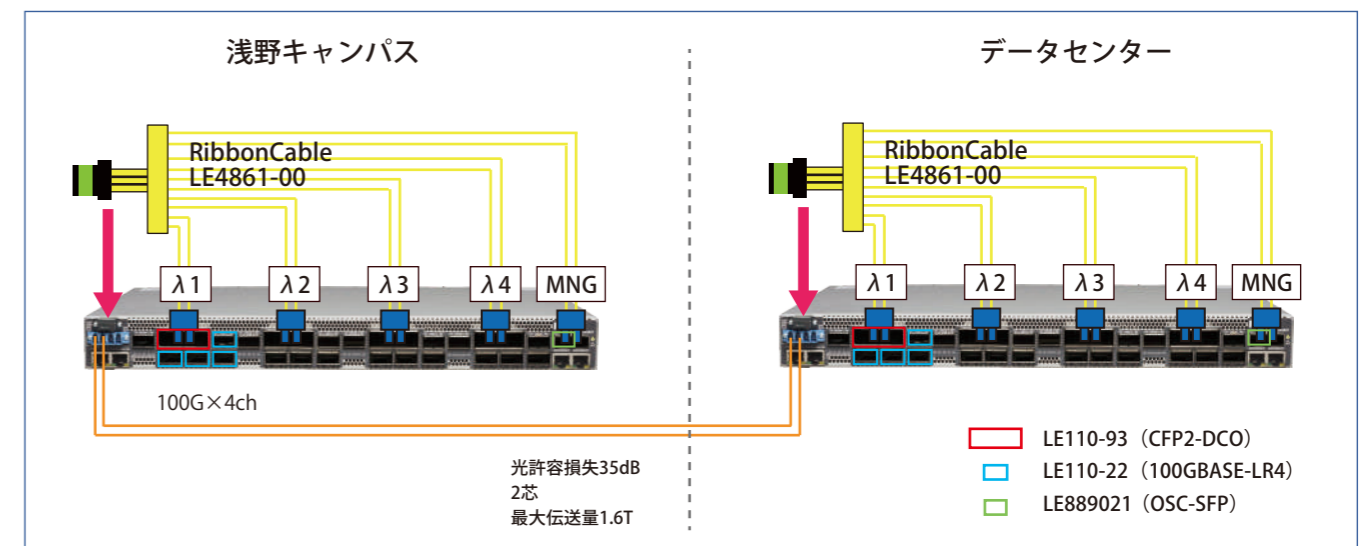 浅野キャンパス
データセンター
RibbonCable
LE4861-00
RibbonCable
LE4861-00
λ1
λ2
λ3
λ4
MNG
λ1
λ2
λ3
λ4
MNG
100G×4ch
光許容損失35dB
2芯
最大伝送量1.6T
LE110-93（CFP2-DCO）
LE110-22（100GBASE-LR4）
LE889021（OSC-SFP）